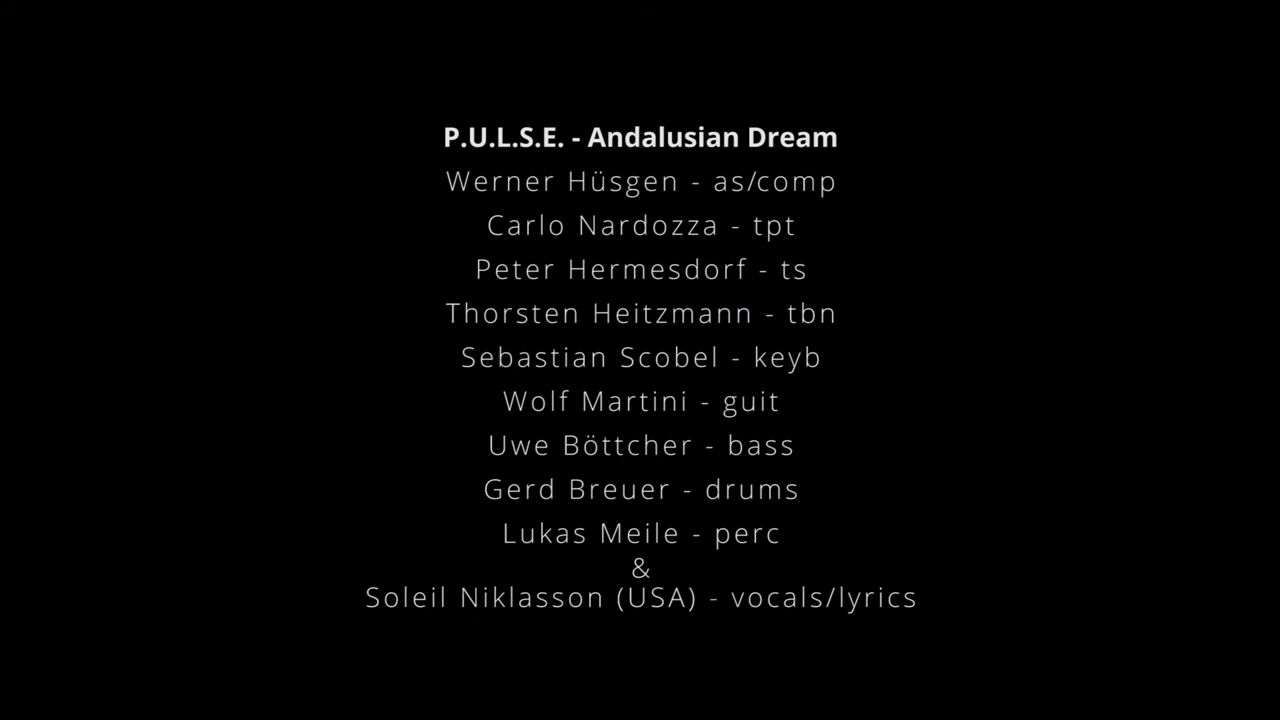 P.U.L.S.E. - Andalusian Dream
Werner Hüsgen - as/comp
Carlo Nardozza - tpt
Peter Hermesdorf - ts
Thorsten Heitzmann - tbn
Sebastian Scobel - keyb
Wolf Martini - guit
Uwe Böttcher - bass
Gerd Breuer - drums
Lukas Meile - perc
&
Soleil Niklasson (USA) - vocals/lyrics